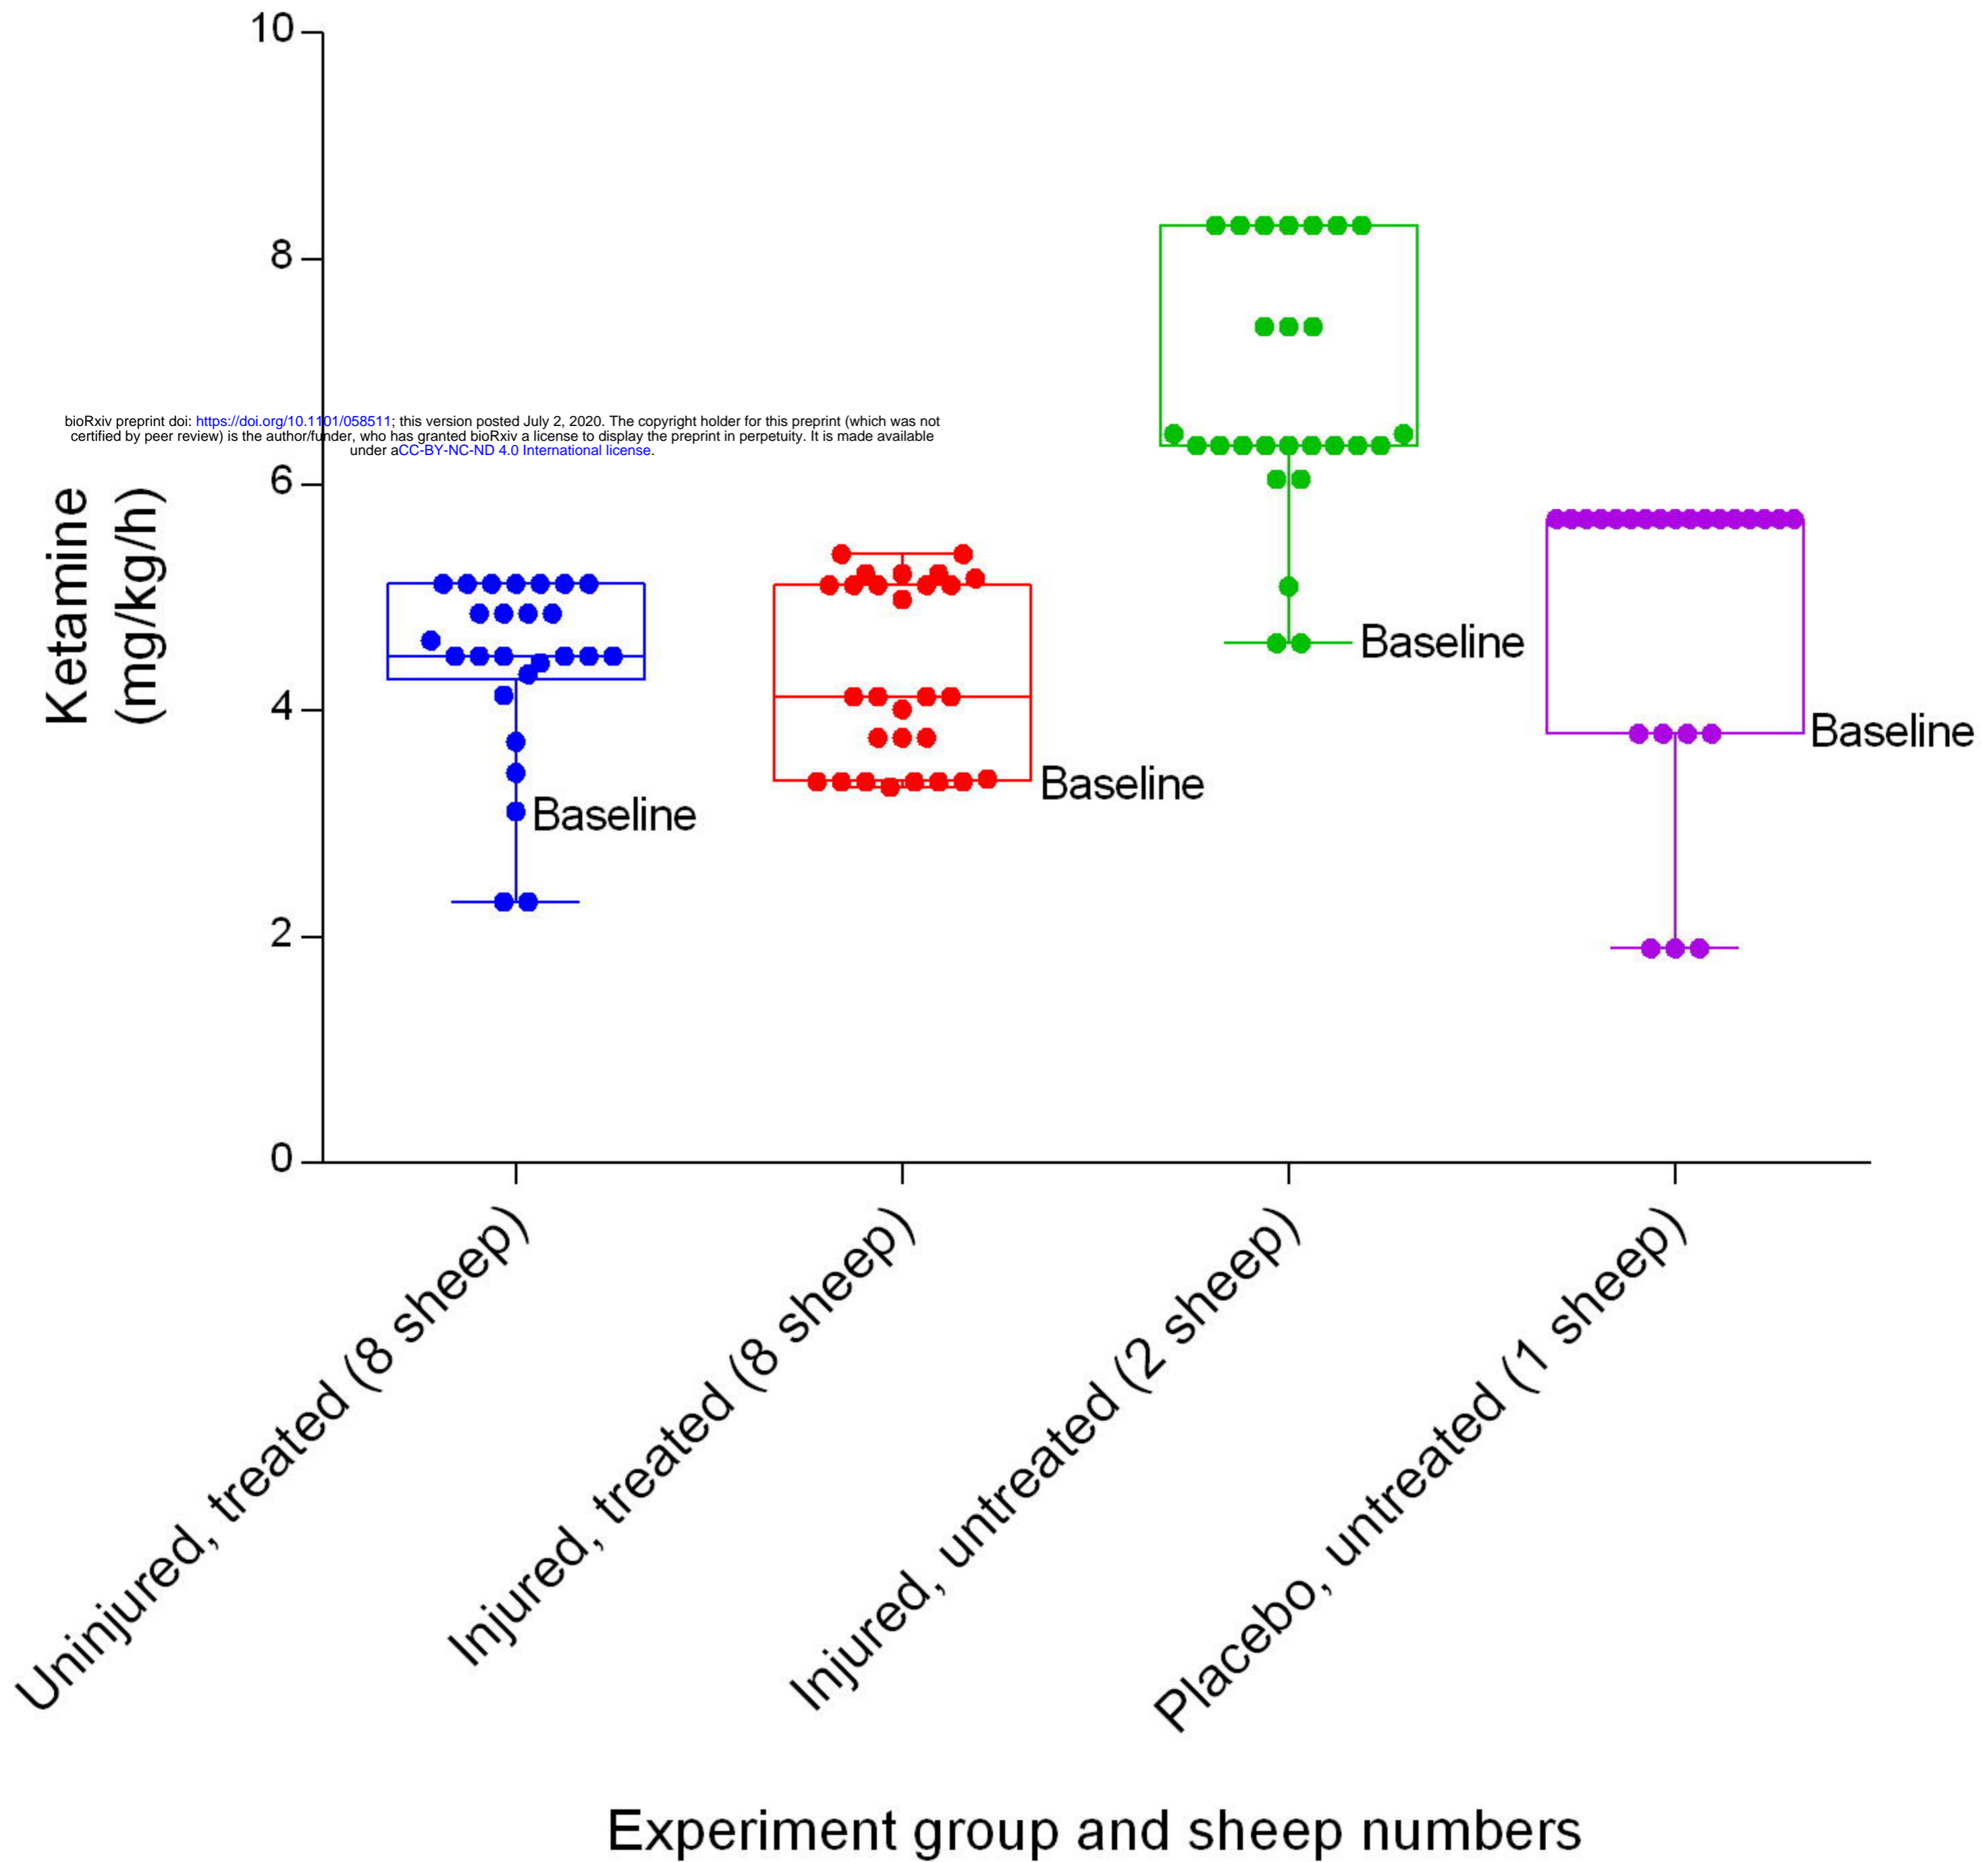 10
8
bioRxiv preprint doi: https://doi.org/10.1101/058511; this version posted July 2, 2020. The copyright holder for this preprint (which was not
certified by peer review) is the author/funder, who has granted bioRxiv a license to display the preprint in perpetuity. It is made available
under aCC-BY-NC-ND 4.0 International license.
6
Ketamine
(mg/kg/h)
Baseline
4
Baseline
Baseline
Baseline
2
0
Uninjured, treated (8 sheep)
Injured, treated (8 sheep)
Injured, untreated (2 sheep)
Placebo, untreated (1 sheep)
Experiment group and sheep numbers